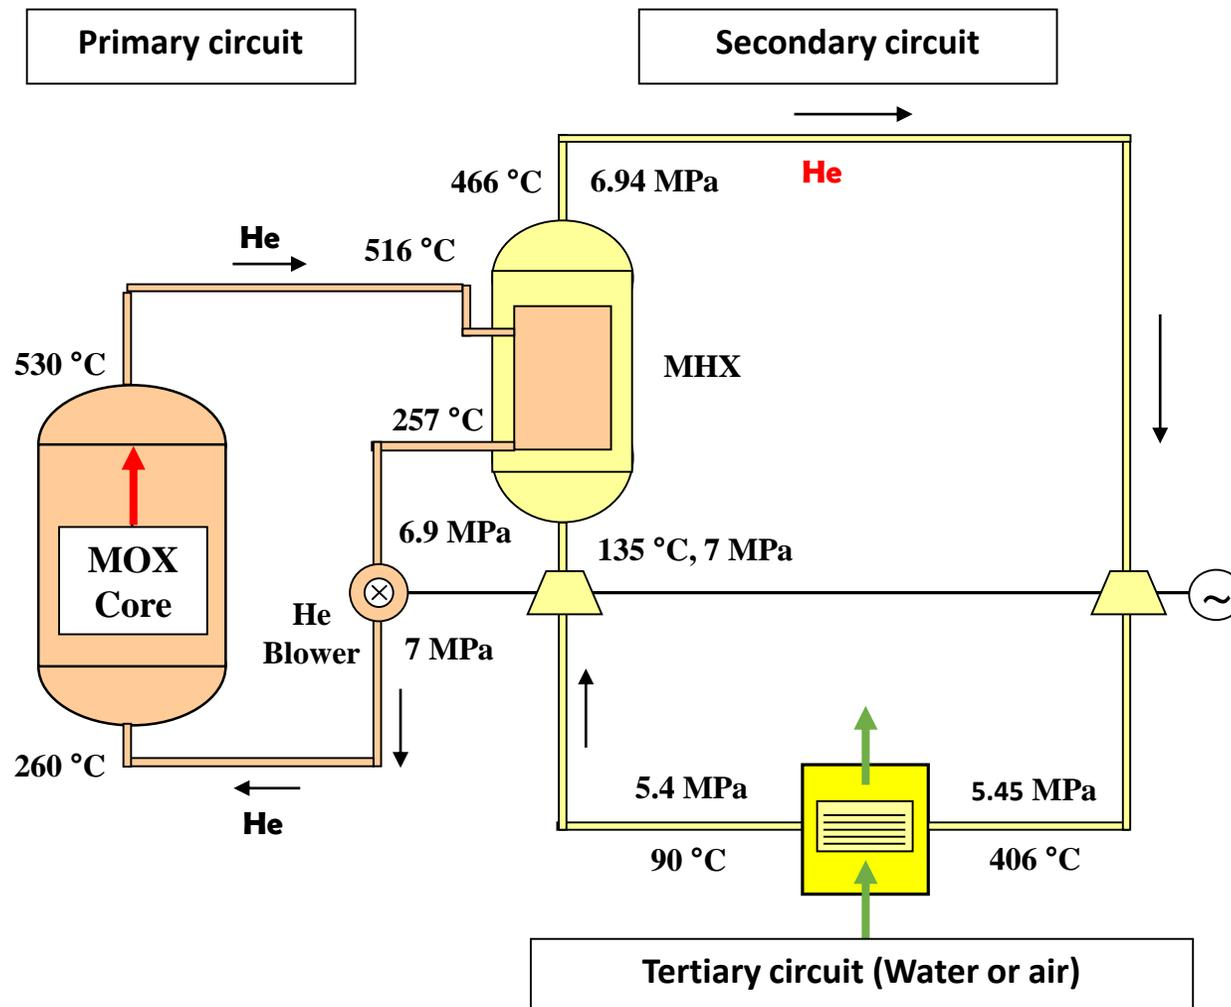 Primary circuit
Secondary circuit
466 °C
6.94 MPa
He
He
516 °C
530 °C
MHX
257 °C
6.9 MPa
135 °C, 7 MPa
MOX
Core
He
Blower
7 MPa
~
260 °C
He
5.4 MPa
5.45 MPa
90 °C
406 °C
Tertiary circuit (Water or air)